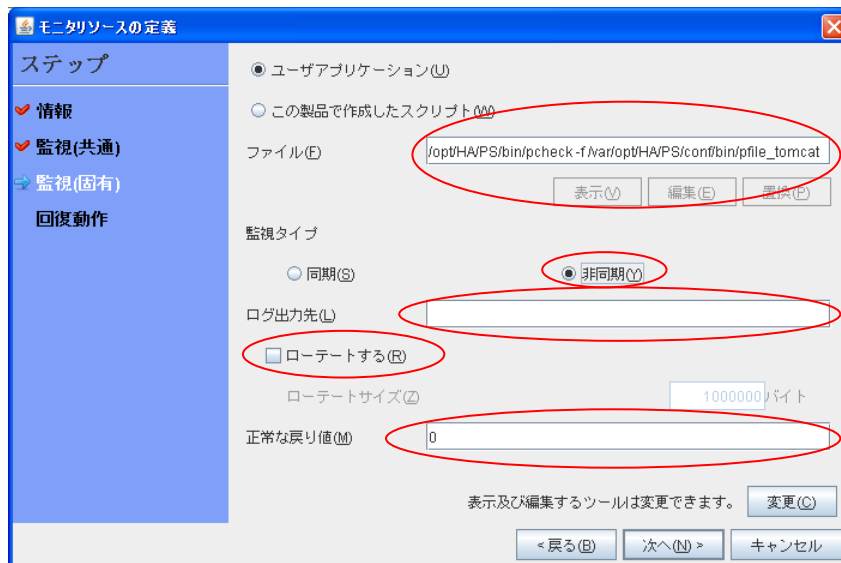 モニタリソースの定義
ステップ
情報
監視(共通)
監視(固有)
回復動作
ユーザアプリケーション(U)
この製品で作成したスクリプト(W)
ファイル(F)
/opt/HA/PS/bin/pcheck -f /var/opt/HA/PS/conf/bin/pfile_tomcat
表示(V) 編集(E) 置換(P)
監視タイプ
同期(S) 非同期(Y)
ログ出力先(L)
ローテートする(R)
ローテートサイズ(Z) 1000000 バイト
正常な戻り値(M) 0
表示及び編集するツールは変更できます。 変更(C)
< 戻る(B) 次へ(N) > キャンセル